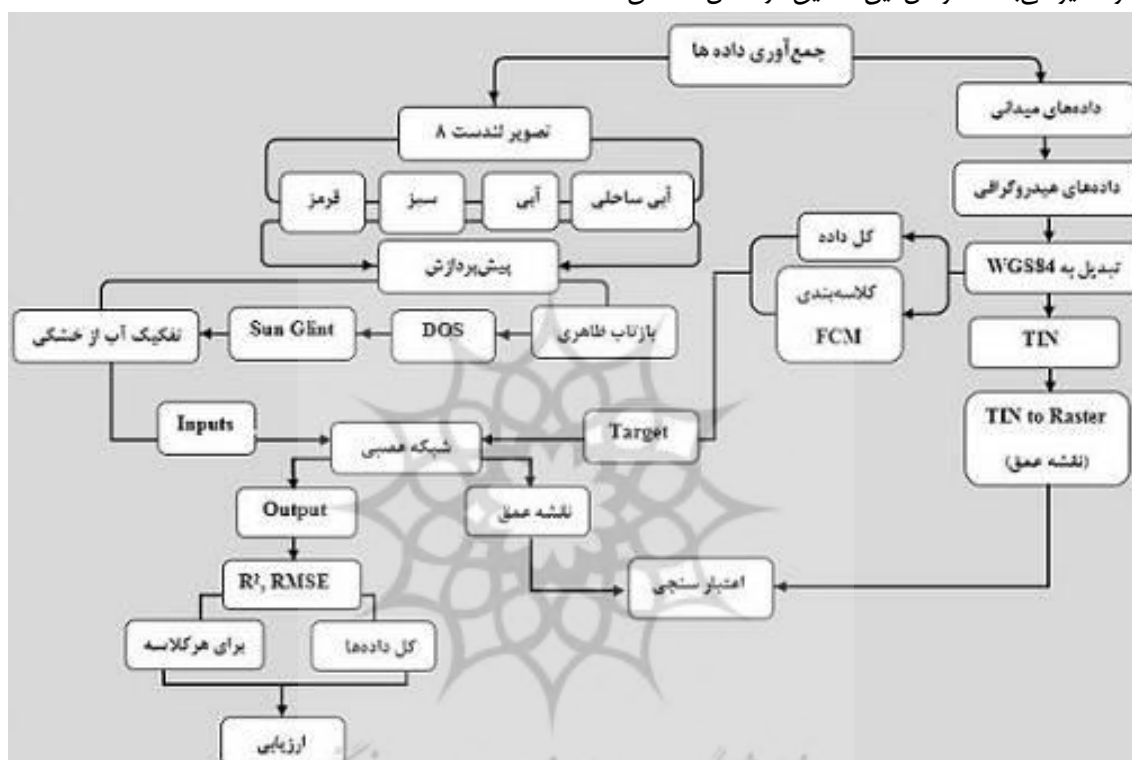 جمع‌آوری داده ها
داده‌های میدانی
تصویر لندست ۸
داده‌های هیدروگرافی
آبی ساحلی
آبی
سبز
قرمز
کل داده
تبدیل به WGS84
پیش‌پردازش
کلاسه‌بندی
FCM
بازتاب ظاهری
DOS
Sun Glint
تفکیک آب از خشکی
TIN
TIN to Raster
(نقشه عمق)
Inputs
Target
شبکه عصبی
Output
نقشه عمق
R², RMSE
اعتبار سنجی
کل داده‌ها
برای هرکلاسه
ارزیابی